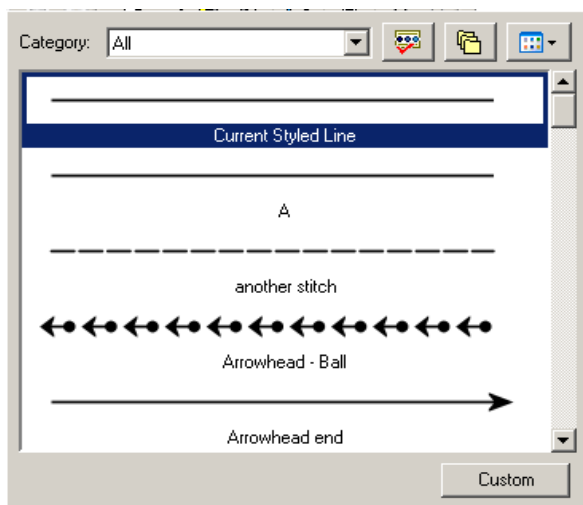 Category:
All
Current Styled Line
A
another stitch
Arrowhead - Ball
Arrowhead end
Custom